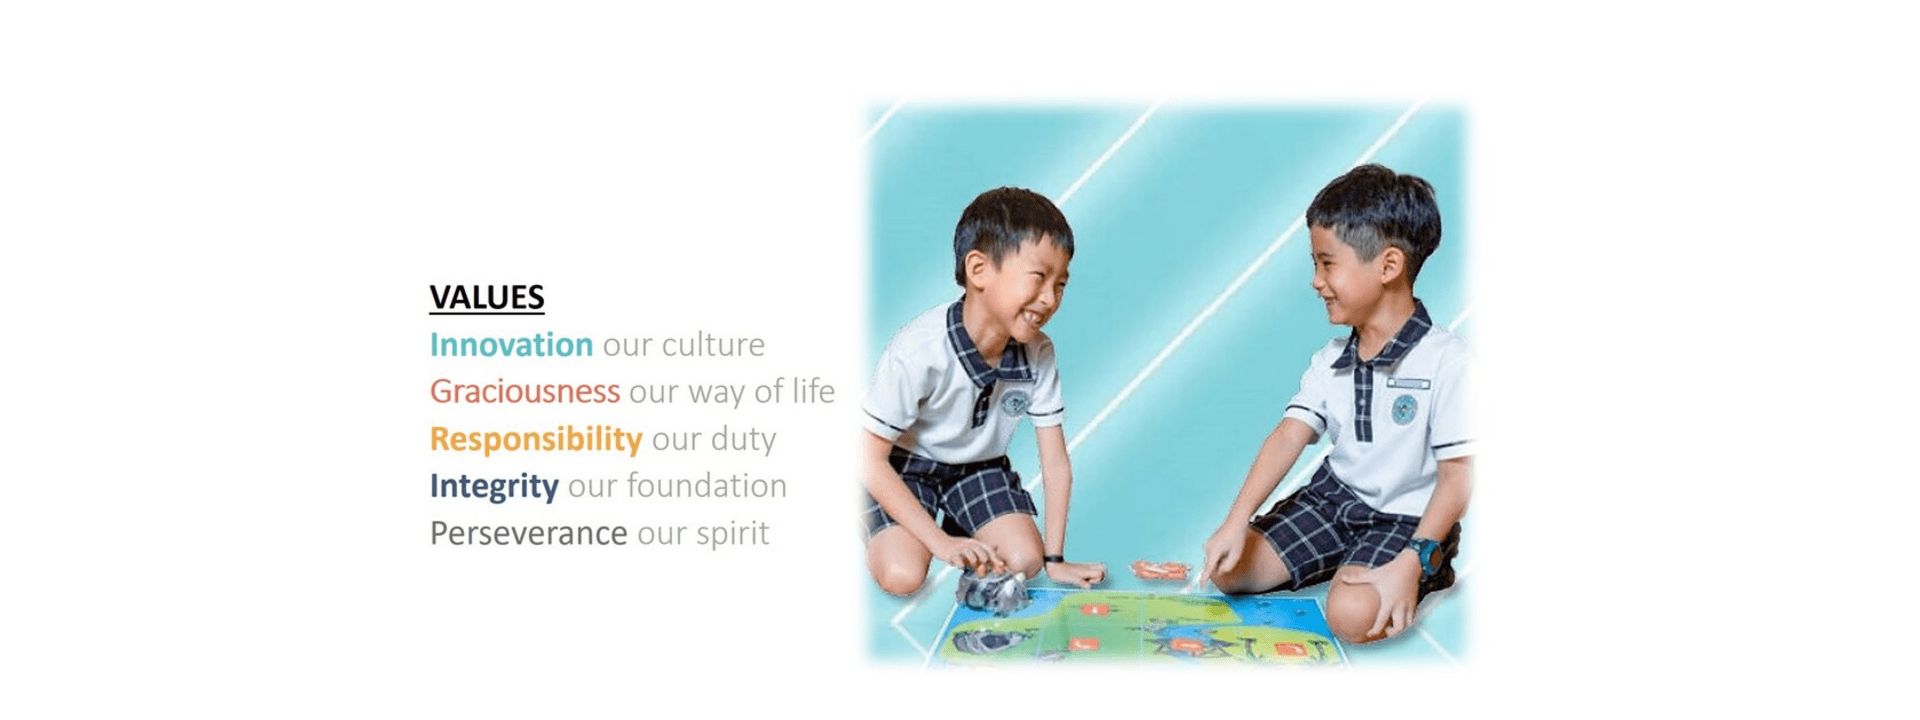 VALUES
Innovation our culture
Graciousness our way of life
Responsibility our duty
Integrity our foundation
Perseverance our spirit